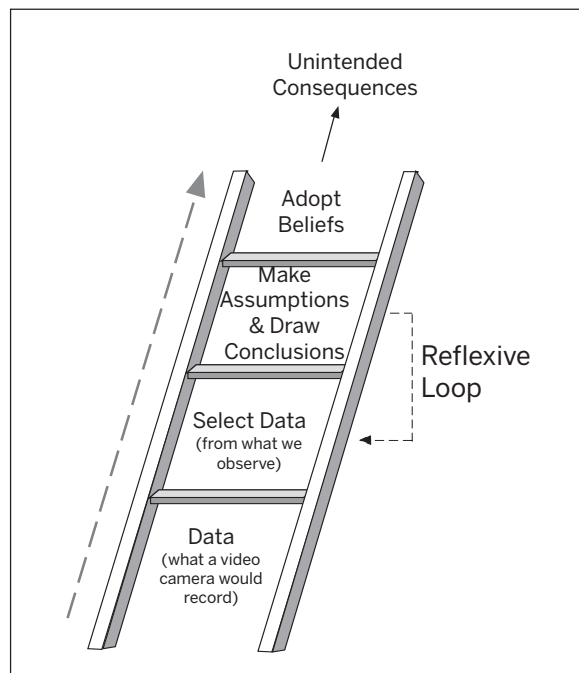 Unintended
Consequences
Adopt
Beliefs
Make
Assumptions
& Draw
Conclusions
Reflexive
Loop
Select Data
(from what we
observe)
Data
(what a video
camera would
record)